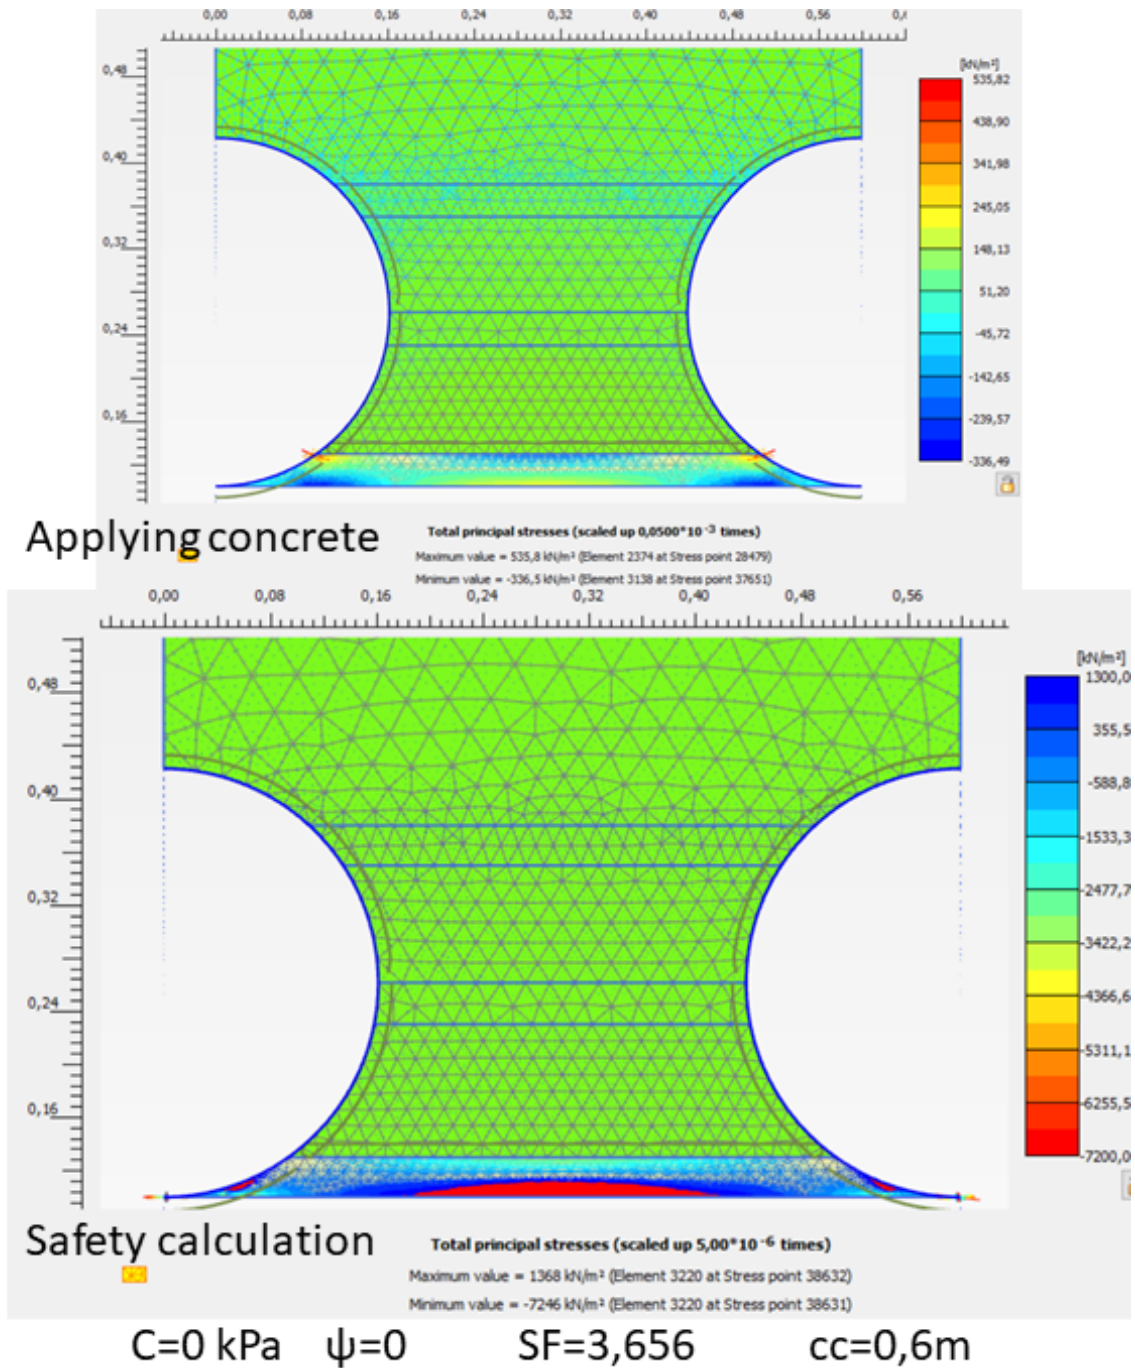 0,00 0,08 0,16 0,24 0,32 0,40 0,48 0,56
[kN/m²]
0,48
0,40
0,32
0,24
0,16
535,82
438,90
341,98
245,05
148,13
51,20
-45,72
-142,65
-239,57
-336,49
Applying concrete
Total principal stresses (scaled up 0,0500*10⁻³ times)
Maximum value = 535,8 kN/m² (Element 2374 at Stress point 28479)
Minimum value = -336,5 kN/m² (Element 3138 at Stress point 37651)
0,00 0,08 0,16 0,24 0,32 0,40 0,48 0,56
[kN/m²]
0,48
0,40
0,32
0,24
0,16
1300,0
355,5
-588,8
-1533,3
-2477,7
-3422,2
-4366,6
-5311,1
-6255,5
-7200,0
Safety calculation
Total principal stresses (scaled up 5,00*10⁻⁶ times)
Maximum value = 1368 kN/m² (Element 3220 at Stress point 38632)
Minimum value = -7246 kN/m² (Element 3220 at Stress point 38631)
C=0 kPa ψ=0 SF=3,656 cc=0,6m